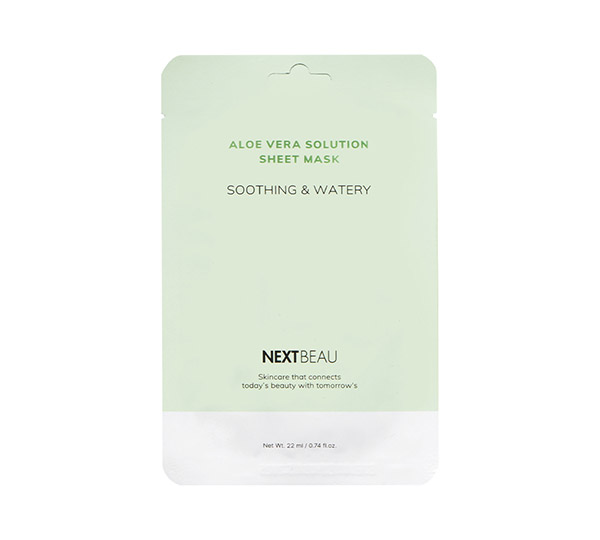 ALOE VERA SOLUTION
SHEET MASK
SOOTHING & WATERY
NEXTBEAU
Skincare that connects
today's beauty with tomorrow's
Net Wt. 22 ml / 0.74 fl.oz.